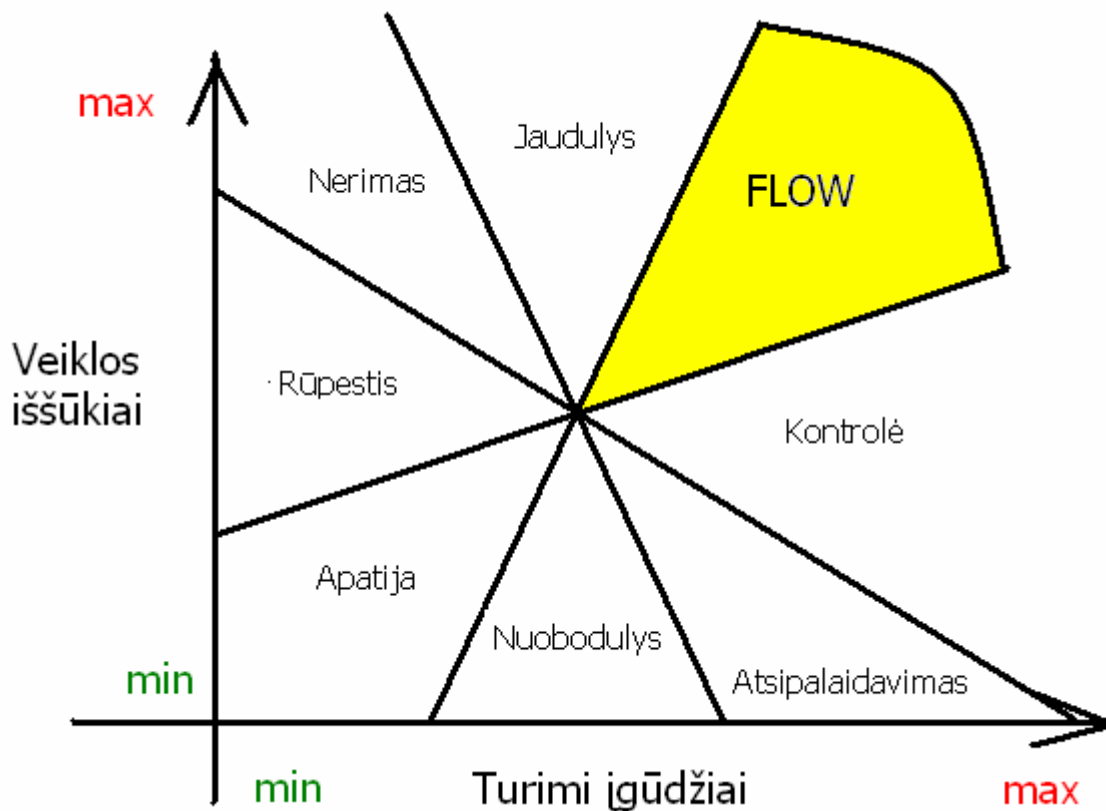 max
Jaudulys
Nerimas
FLOW
Veiklos
iššūkiai
Rūpestis
Kontrolė
Apatija
Nuobodulys
min
Atsipalaidavimas
min
Turimi įgūdžiai
max